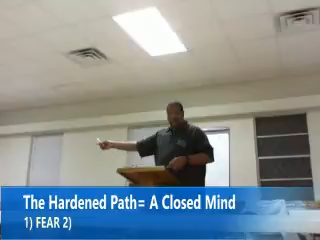 The Hardened Path= A Closed Mind
1) FEAR 2)